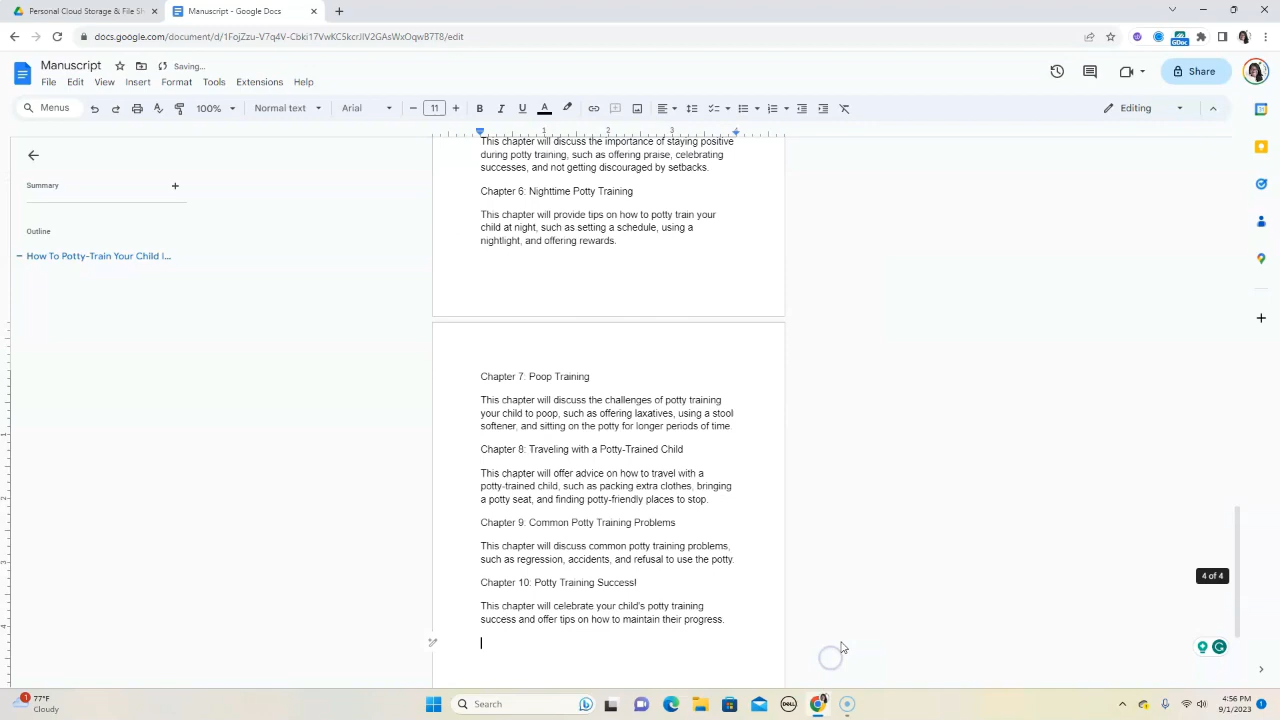 Personal Cloud Storage & File Sh
Manuscript - Google Docs
docs.google.com/document/d/1FojZzu-V7q4V-Cbki17VwKC5kcrJIV2GAsWxOqwB7T8/edit
GDoc
Manuscript
Saving...
File Edit View Insert Format Tools Extensions Help
Share
Menus 100% Normal text Arial 11 B I U A Editing
1 2 3
Summary
Outline
How To Potty-Train Your Child I...
This chapter will discuss the importance of staying positive
during potty training, such as offering praise, celebrating
successes, and not getting discouraged by setbacks.
Chapter 6: Nighttime Potty Training
This chapter will provide tips on how to potty train your
child at night, such as setting a schedule, using a
nightlight, and offering rewards.
Chapter 7: Poop Training
This chapter will discuss the challenges of potty training
your child to poop, such as offering laxatives, using a stool
softener, and sitting on the potty for longer periods of time.
Chapter 8: Traveling with a Potty-Trained Child
This chapter will offer advice on how to travel with a
potty-trained child, such as packing extra clothes, bringing
a potty seat, and finding potty-friendly places to stop.
Chapter 9: Common Potty Training Problems
This chapter will discuss common potty training problems,
such as regression, accidents, and refusal to use the potty.
Chapter 10: Potty Training Success!
This chapter will celebrate your child's potty training
success and offer tips on how to maintain their progress.
4 of 4
1
77°F
Cloudy
Search
DELL
4:56 PM
9/1/2023
1